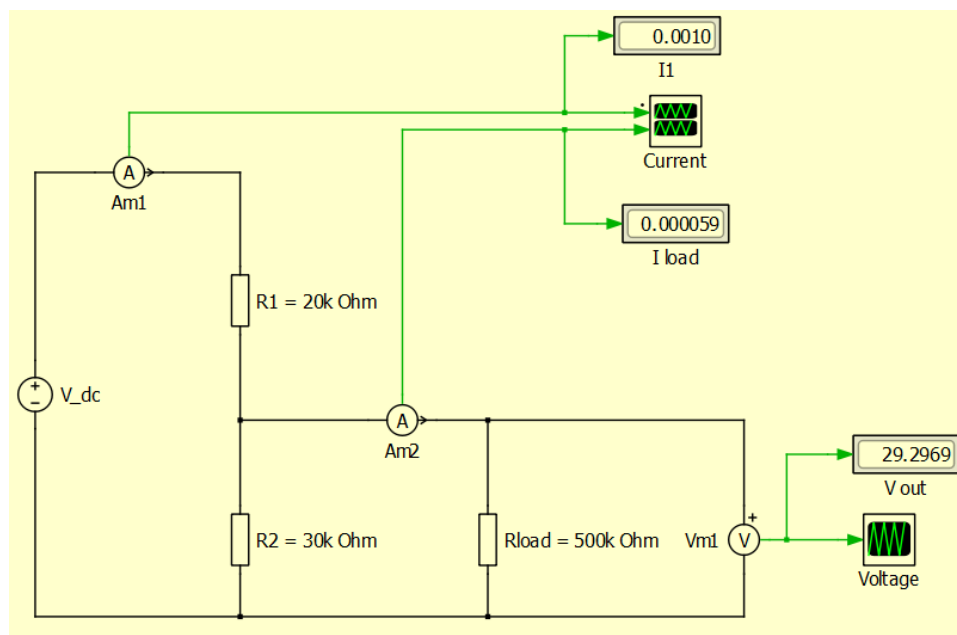 0.0010
I1
Current
A
Am1
0.000059
I load
R1 = 20k Ohm
V_dc
A
Am2
29.2969
V out
R2 = 30k Ohm
Rload = 500k Ohm
Vm1
V
Voltage